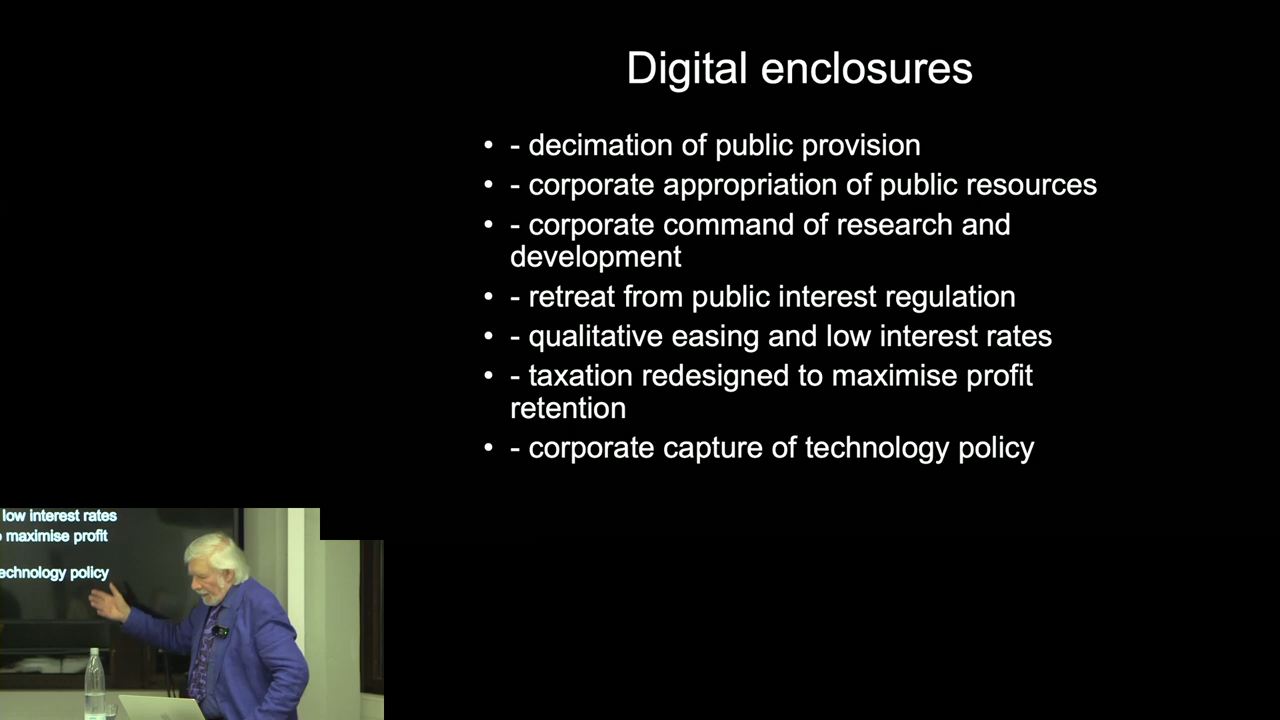 Digital enclosures
• - decimation of public provision
• - corporate appropriation of public resources
• - corporate command of research and
development
• - retreat from public interest regulation
• - qualitative easing and low interest rates
• - taxation redesigned to maximise profit
retention
• - corporate capture of technology policy
low interest rates
maximise profit
technology policy